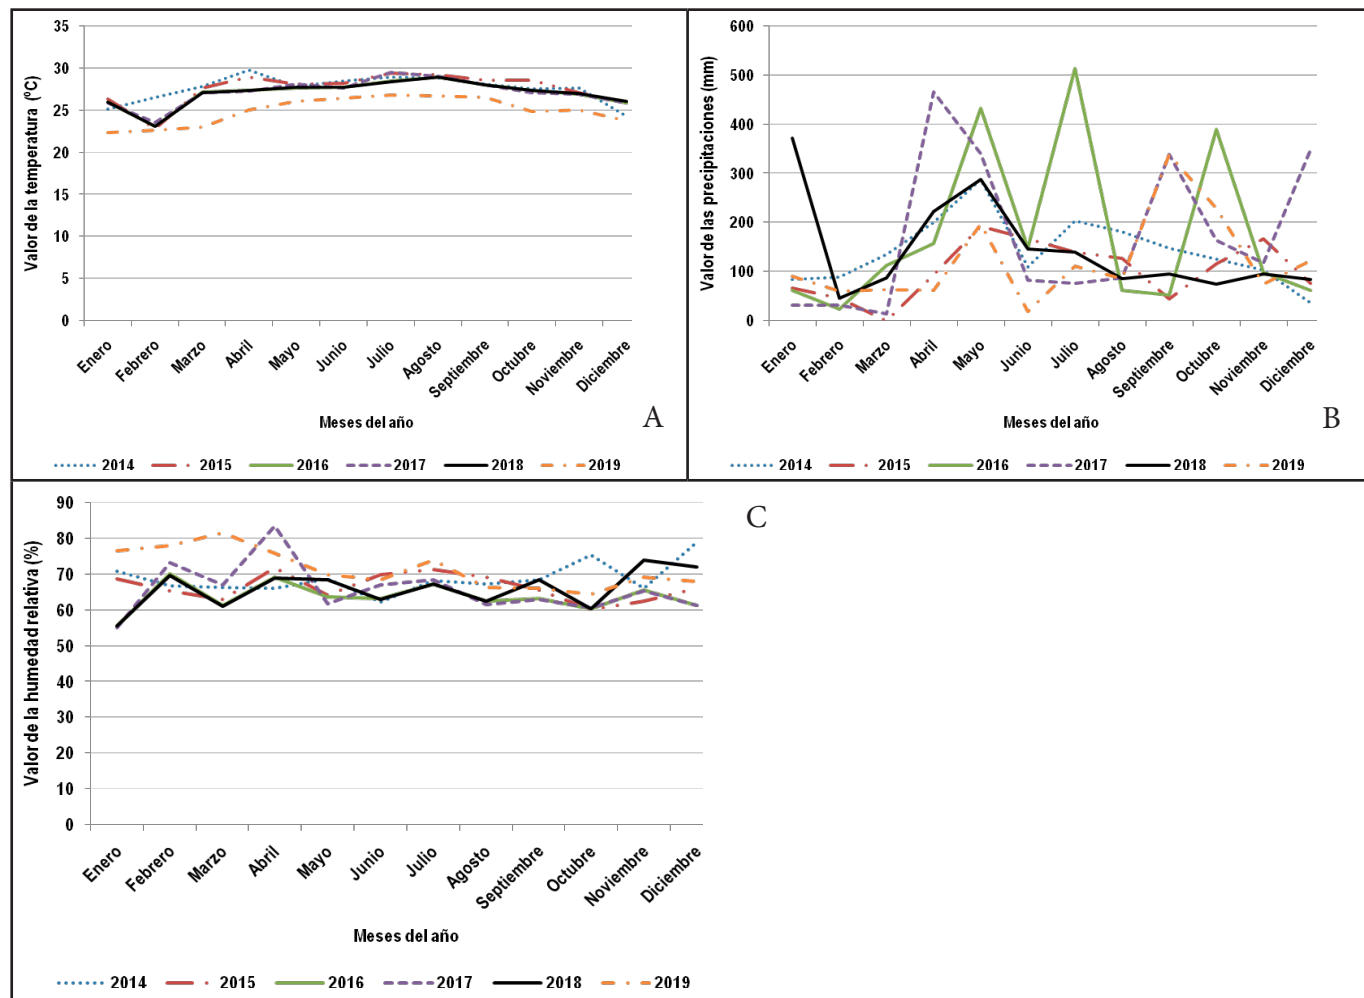 35
30
25
20
15
10
5
0
Valor de la temperatura (ºC)
Enero
Febrero
Marzo
Abril
Mayo
Junio
Julio
Agosto
Septiembre
Octubre
Noviembre
Diciembre
Meses del año
A
2014 2015 2016 2017 2018 2019
600
500
400
300
200
100
0
Valor de las precipitaciones (mm)
Enero
Febrero
Marzo
Abril
Mayo
Junio
Julio
Agosto
Septiembre
Octubre
Noviembre
Diciembre
Meses del año
B
2014 2015 2016 2017 2018 2019
90
80
70
60
50
40
30
20
10
0
Valor de la humedad relativa (%)
Enero
Febrero
Marzo
Abril
Mayo
Junio
Julio
Agosto
Septiembre
Octubre
Noviembre
Diciembre
Meses del año
C
2014 2015 2016 2017 2018 2019